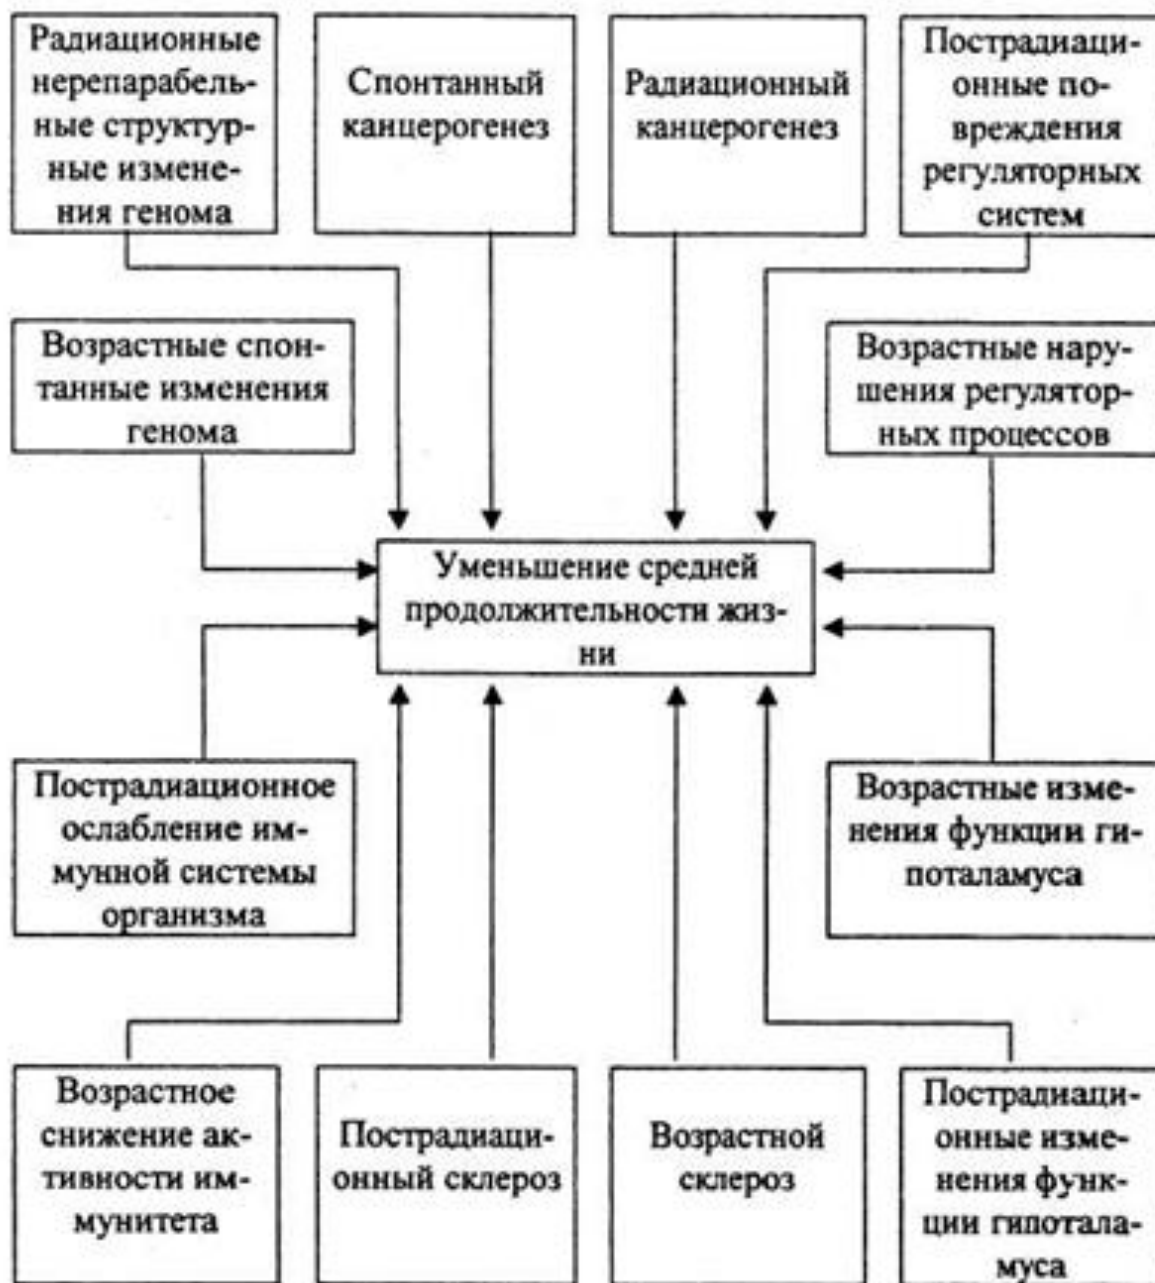 Радиационные
нерепарабель-
ные структур-
ные измене-
ния генома
Спонтанный
канцерогенез
Радиационный
канцерогенез
Пострадиаци-
онные по-
вреждения
регуляторных
систем
Возрастные спон-
танные изменения
генома
Возрастные нару-
шения регулятор-
ных процессов
Уменьшение средней
продолжительности жиз-
ни
Пострадиационное
ослабление им-
мунной системы
организма
Возрастные изме-
нения функции ги-
поталамуса
Возрастное
снижение ак-
тивности им-
мунитета
Пострадиаци-
онный склероз
Возрастной
склероз
Пострадиаци-
онные изме-
нения функ-
ции гипотала-
муса